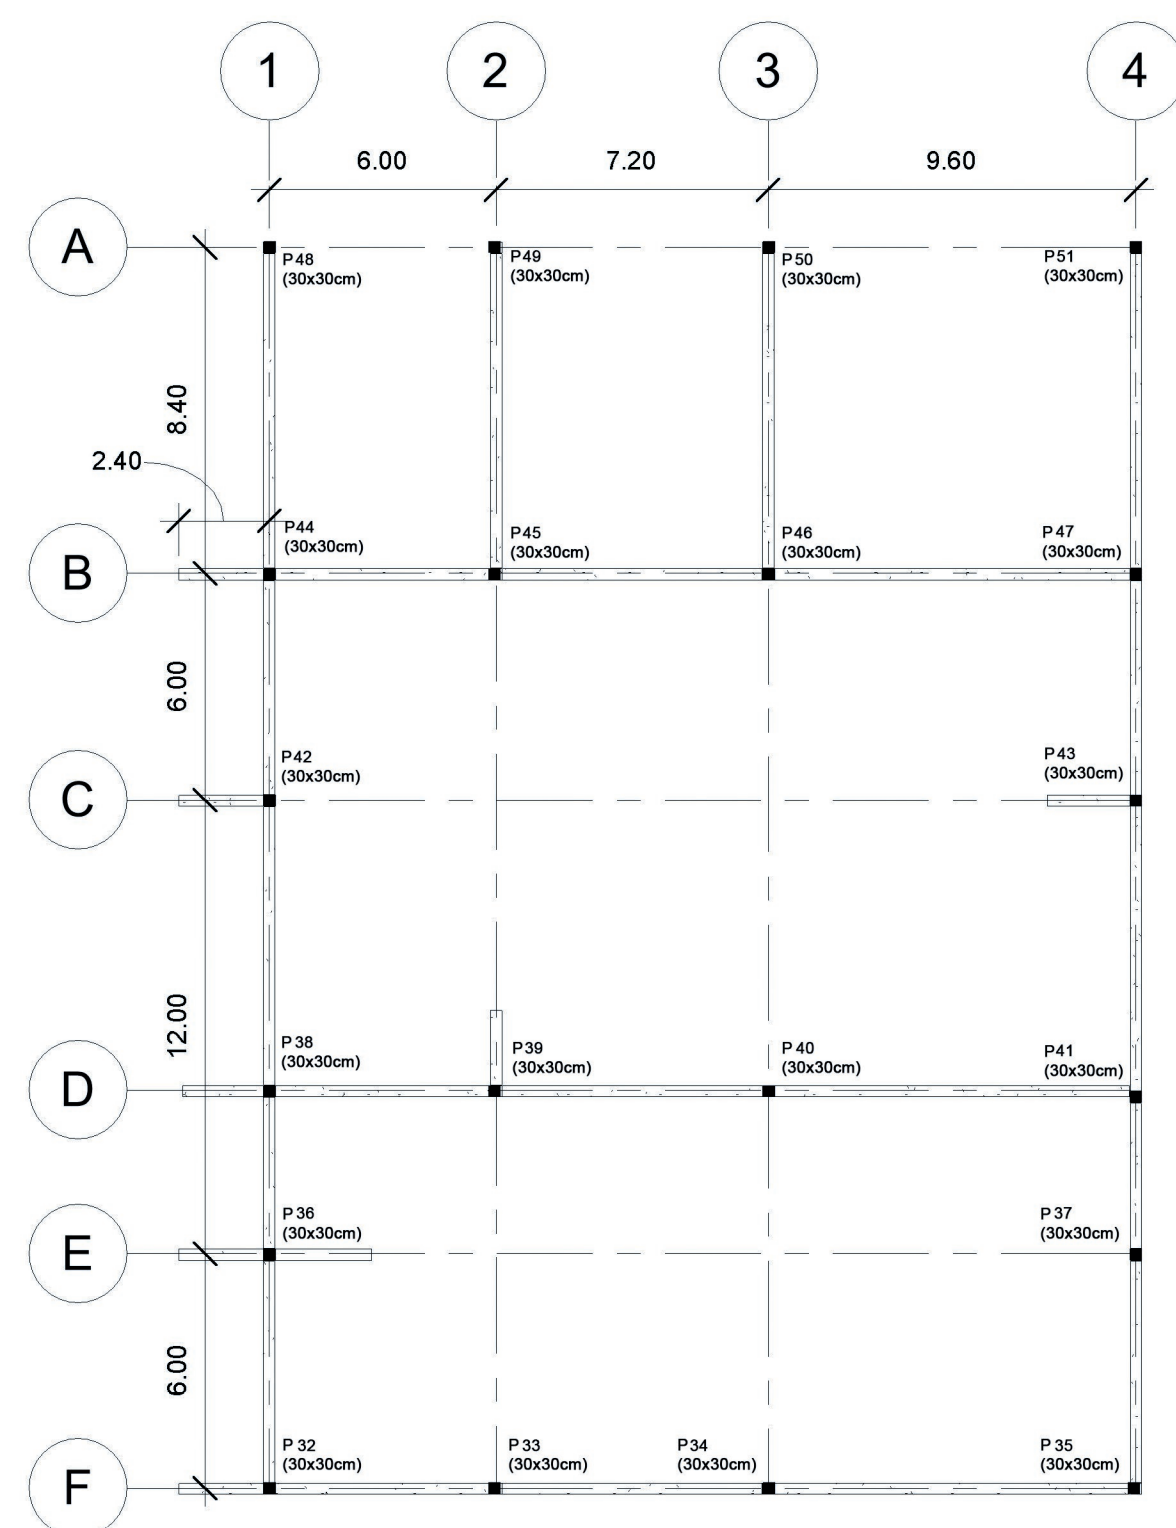 1
2
3
4
6.00
7.20
9.60
A
P48
(30x30cm)
P49
(30x30cm)
P50
(30x30cm)
P51
(30x30cm)
8.40
2.40
P44
(30x30cm)
P45
(30x30cm)
P46
(30x30cm)
P47
(30x30cm)
B
6.00
P42
(30x30cm)
P43
(30x30cm)
C
12.00
P38
(30x30cm)
P39
(30x30cm)
P40
(30x30cm)
P41
(30x30cm)
D
P36
(30x30cm)
P37
(30x30cm)
E
6.00
P32
(30x30cm)
P33
(30x30cm)
P34
(30x30cm)
P35
(30x30cm)
F